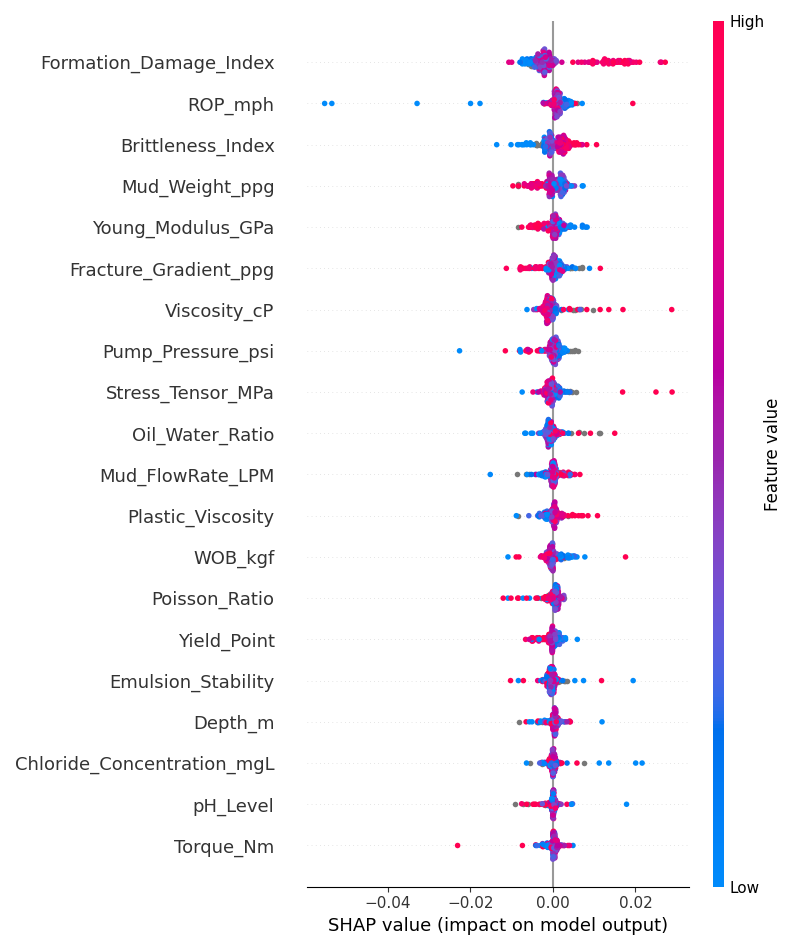 High
Formation_Damage_Index
ROP_mph
Brittleness_Index
Mud_Weight_ppg
Young_Modulus_GPa
Fracture_Gradient_ppg
Viscosity_cP
Pump_Pressure_psi
Stress_Tensor_MPa
Oil_Water_Ratio
Mud_FlowRate_LPM
Plastic_Viscosity
WOB_kgf
Poisson_Ratio
Yield_Point
Emulsion_Stability
Depth_m
Chloride_Concentration_mgL
pH_Level
Torque_Nm
Feature value
Low
−0.04 −0.02 0.00 0.02
SHAP value (impact on model output)